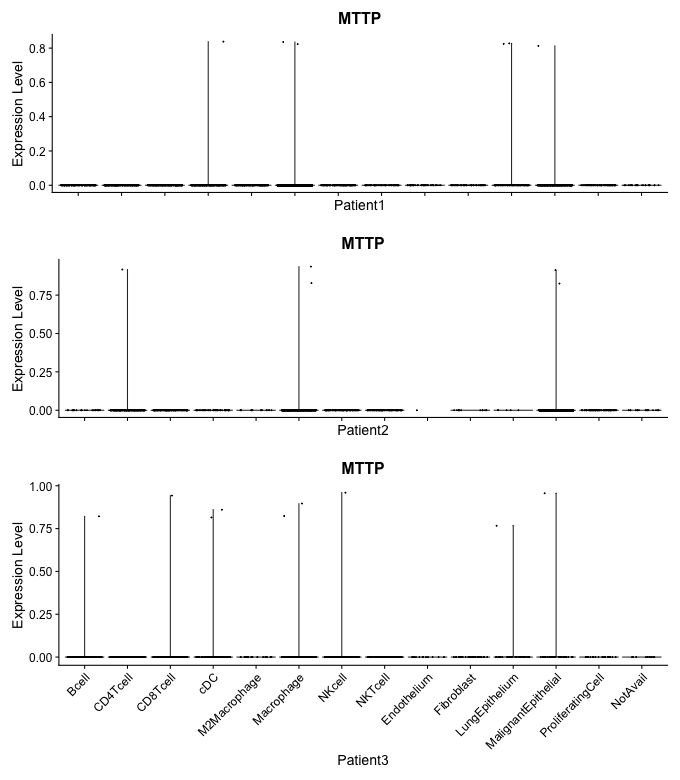 MTTP
Expression Level
0.8
0.6
0.4
0.2
0.0
Patient1
MTTP
Expression Level
0.75
0.50
0.25
0.00
Patient2
MTTP
Expression Level
1.00
0.75
0.50
0.25
0.00
Bcell
CD4Tcell
CD8Tcell
cDC
M2Macrophage
Macrophage
NKcell
NKTcell
Endothelium
Fibroblast
LungEpithelium
MalignantEpithelial
ProliferatingCell
NotAvail
Patient3